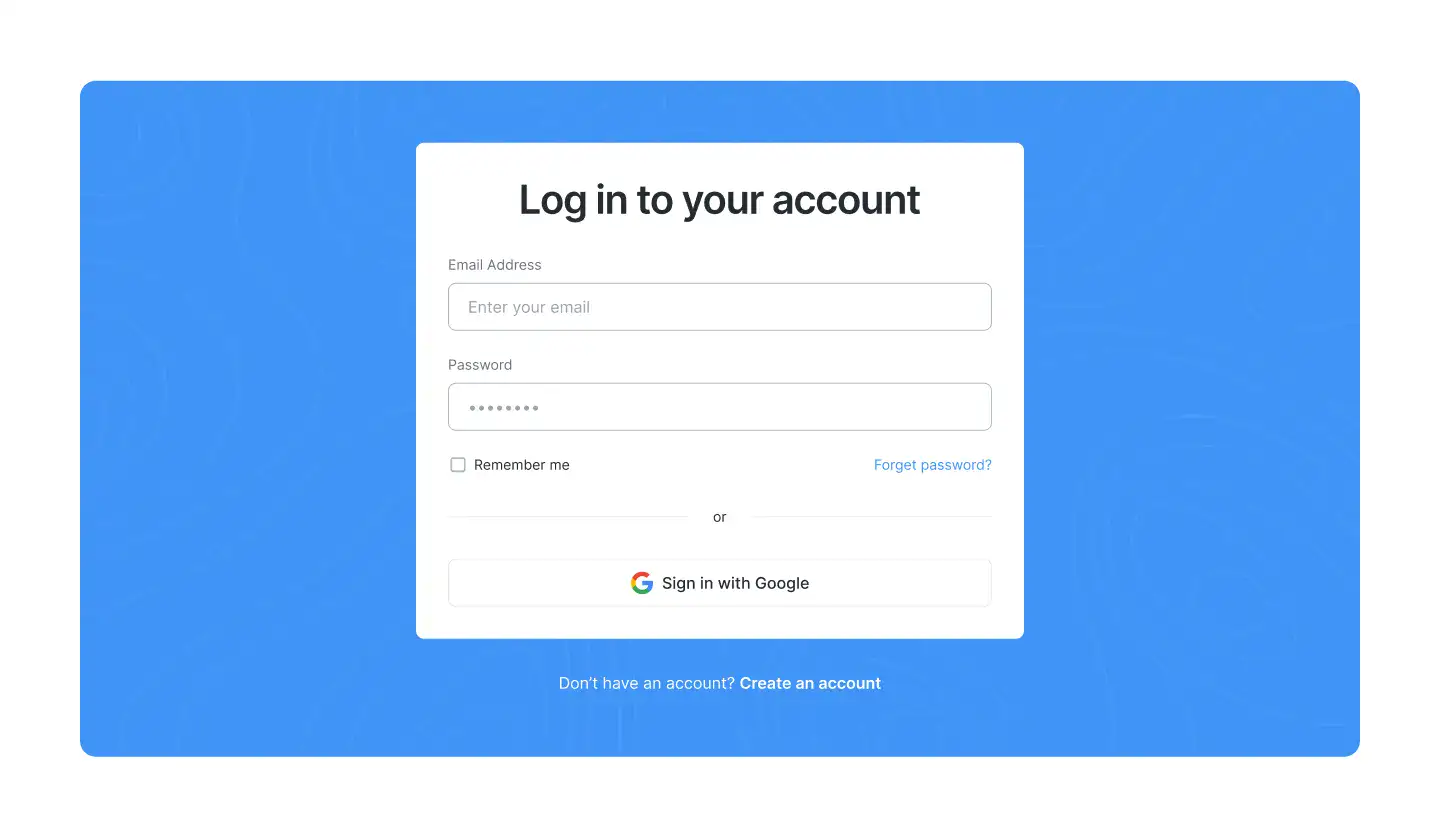 Log in to your account
Email Address
Enter your email
Password
••••••••
Remember me Forget password?
or
Sign in with Google
Don’t have an account? Create an account